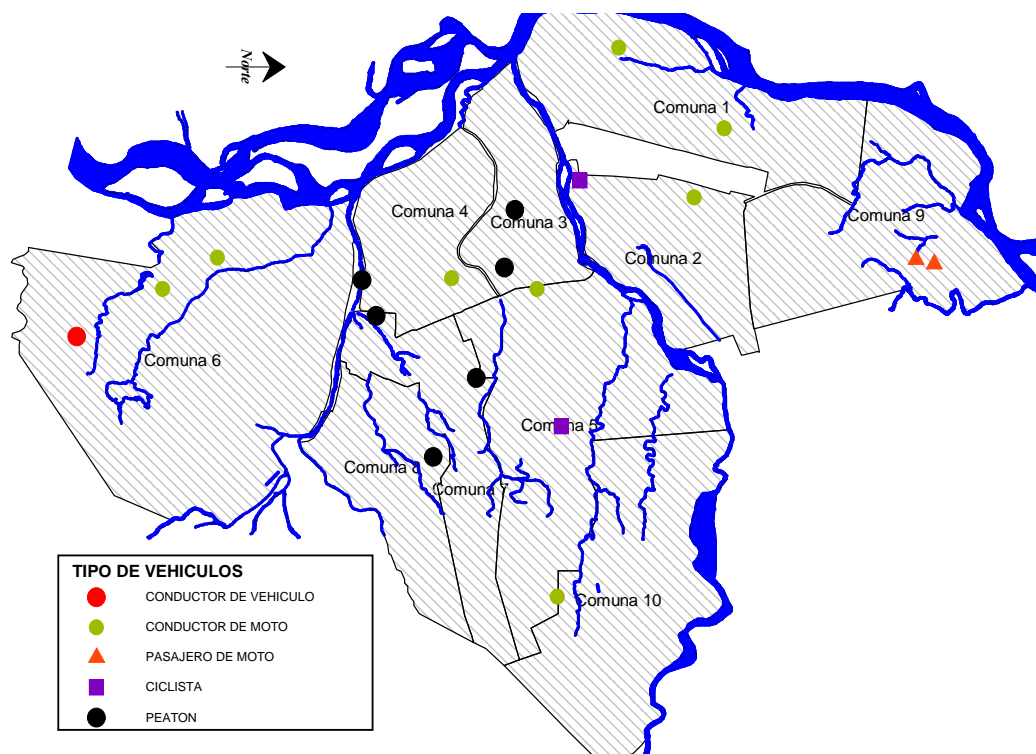 Norte
Comuna 1
Comuna 4
Comuna 3
Comuna 9
Comuna 2
Comuna 6
Comuna 5
Comuna 8
Comuna 7
Comuna 10
TIPO DE VEHICULOS
CONDUCTOR DE VEHICULO
CONDUCTOR DE MOTO
PASAJERO DE MOTO
CICLISTA
PEATON